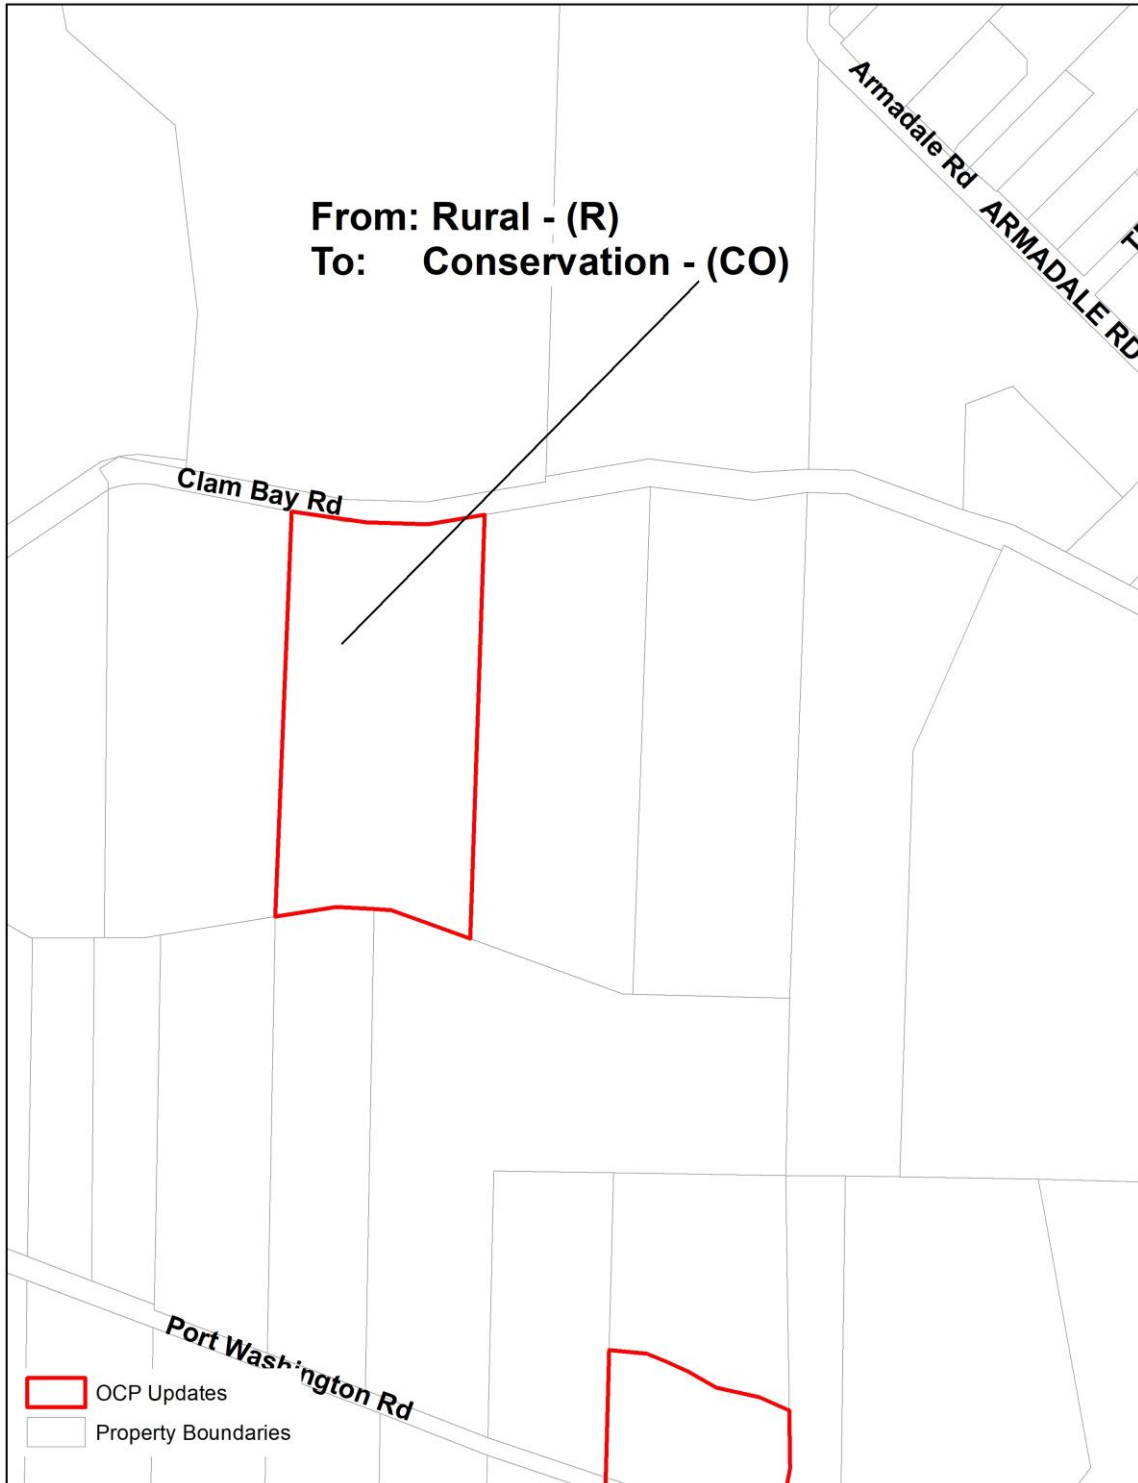 Armadale Rd
ARMADALE RD
From: Rural - (R)
To: Conservation - (CO)
Clam Bay Rd
Port Washington Rd
OCP Updates
Property Boundaries